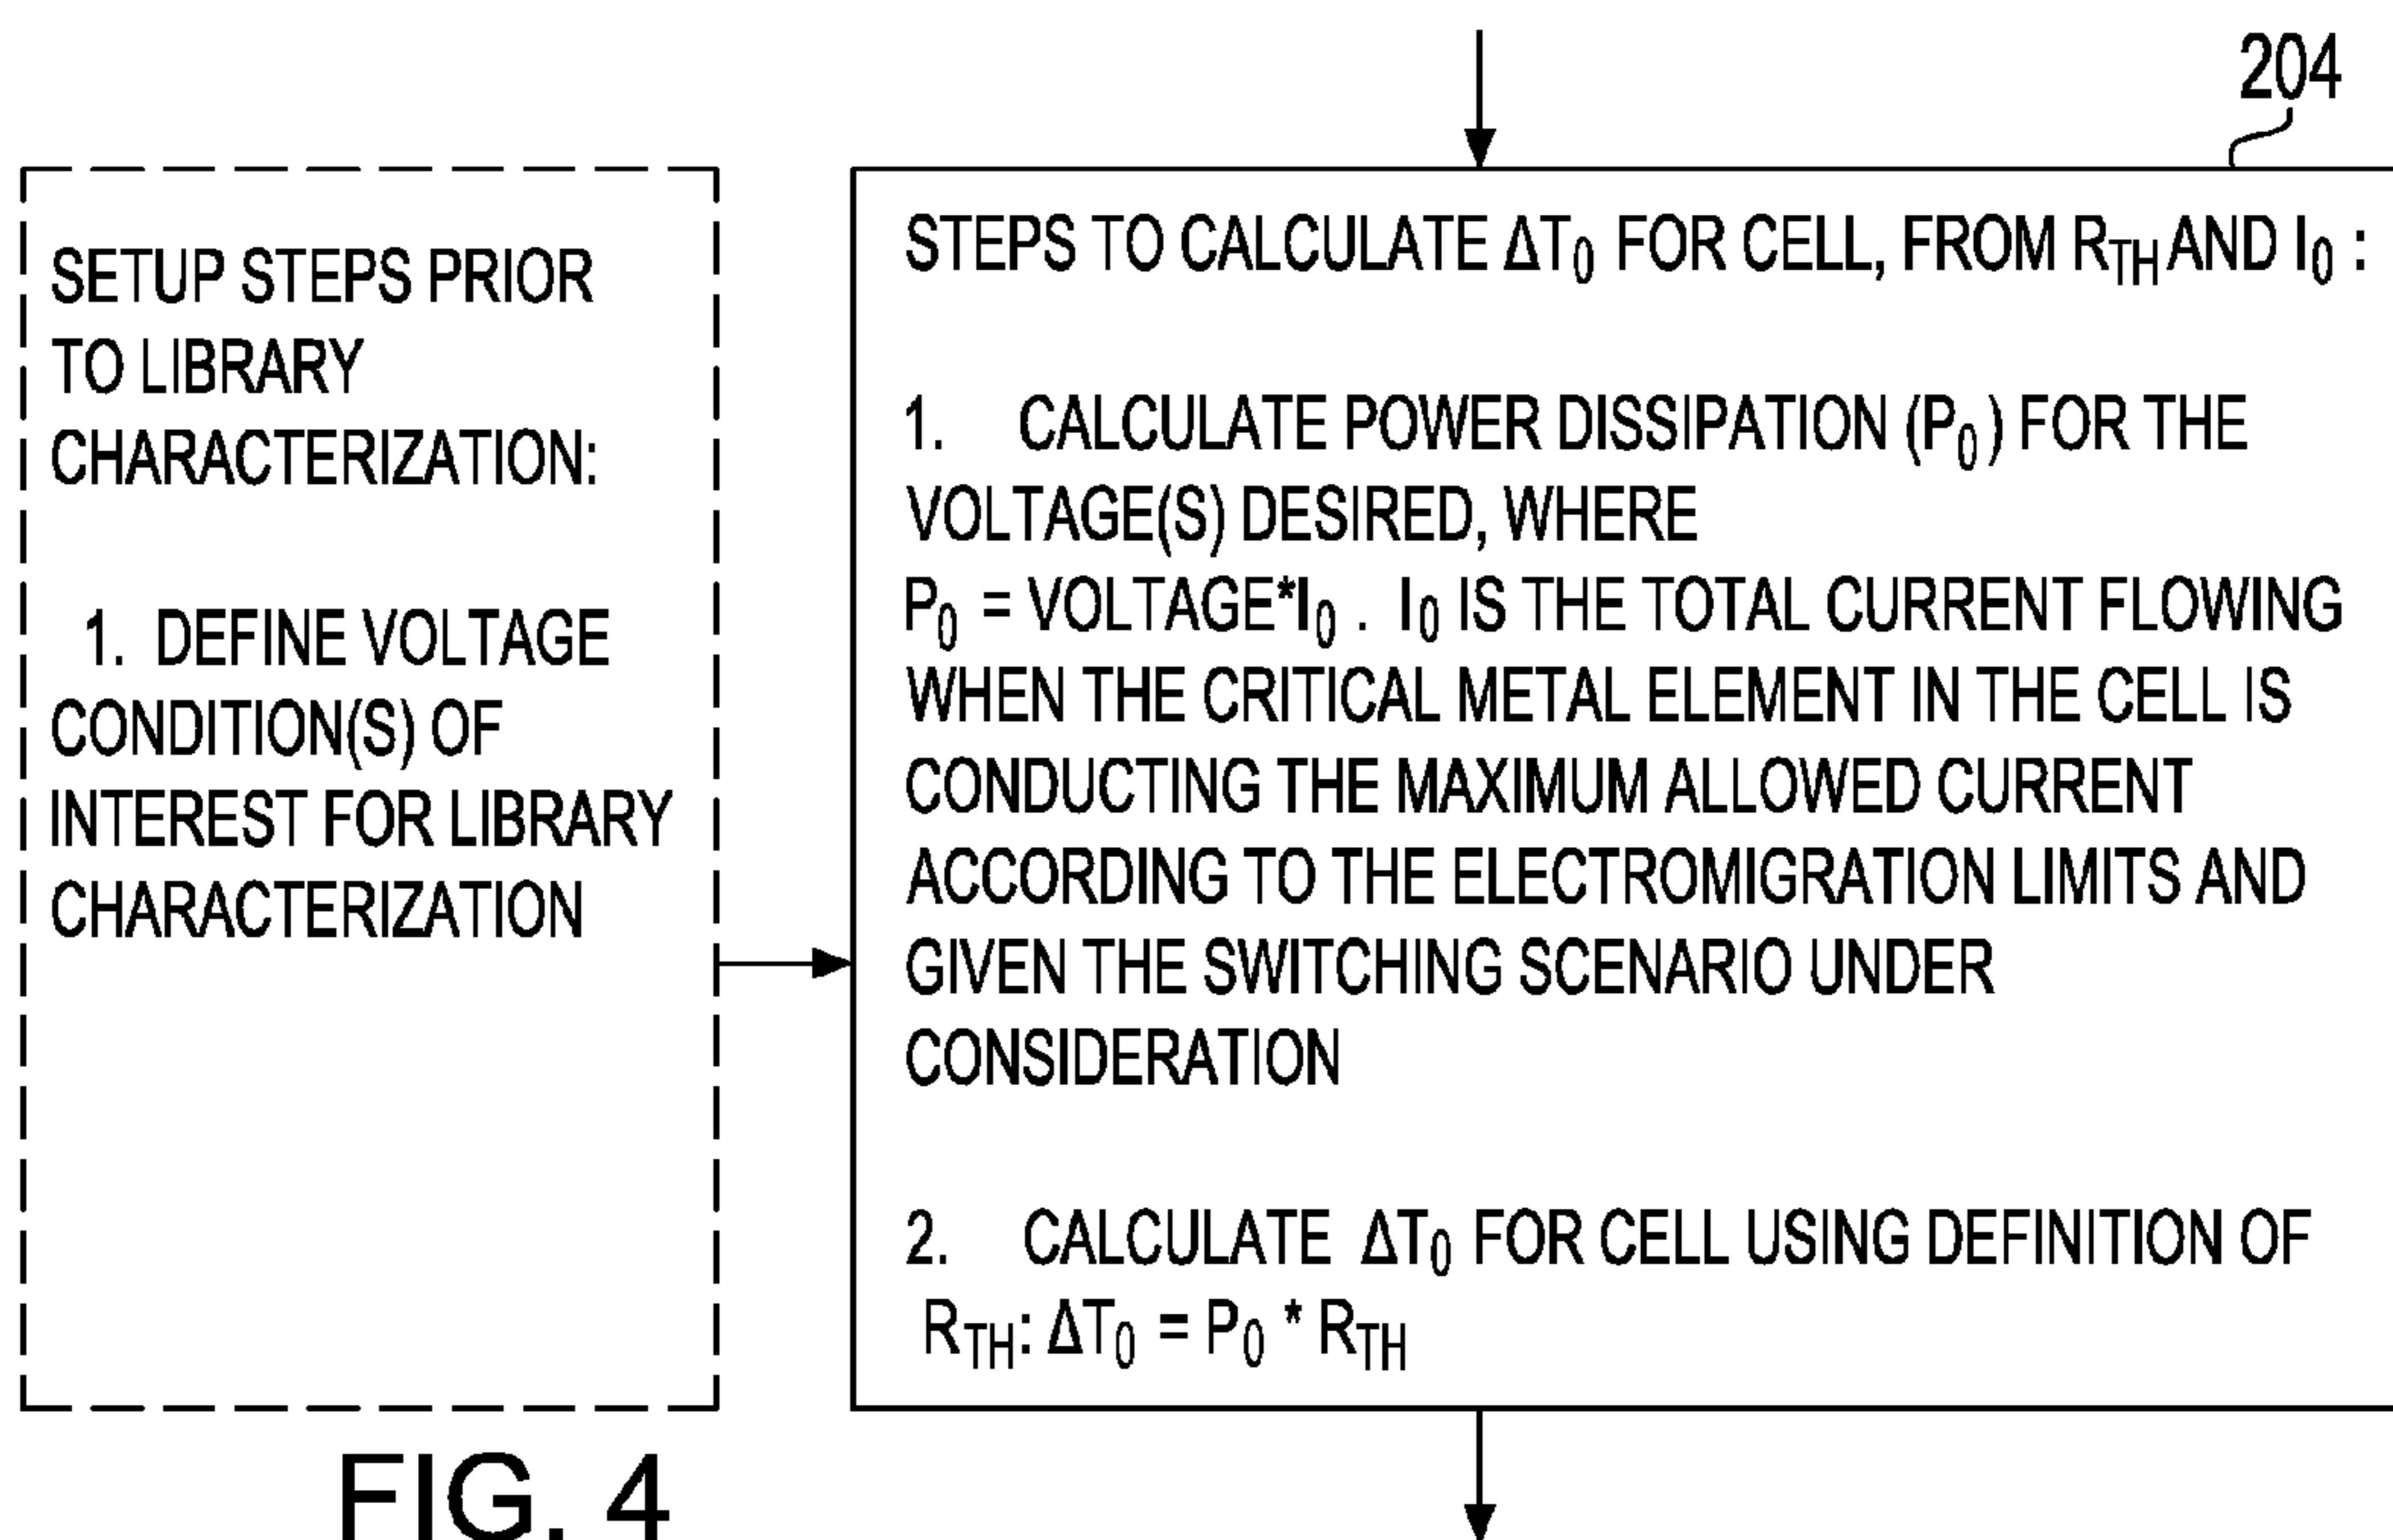 204
SETUP STEPS PRIOR
TO LIBRARY
CHARACTERIZATION:
1. DEFINE VOLTAGE
CONDITION(S) OF
INTEREST FOR LIBRARY
CHARACTERIZATION
STEPS TO CALCULATE ΔT₀ FOR CELL, FROM R_TH AND I₀ :
1. CALCULATE POWER DISSIPATION (P₀) FOR THE
VOLTAGE(S) DESIRED, WHERE
P₀ = VOLTAGE*I₀ . I₀ IS THE TOTAL CURRENT FLOWING
WHEN THE CRITICAL METAL ELEMENT IN THE CELL IS
CONDUCTING THE MAXIMUM ALLOWED CURRENT
ACCORDING TO THE ELECTROMIGRATION LIMITS AND
GIVEN THE SWITCHING SCENARIO UNDER
CONSIDERATION
2. CALCULATE ΔT₀ FOR CELL USING DEFINITION OF
R_TH: ΔT₀ = P₀ * R_TH
FIG. 4